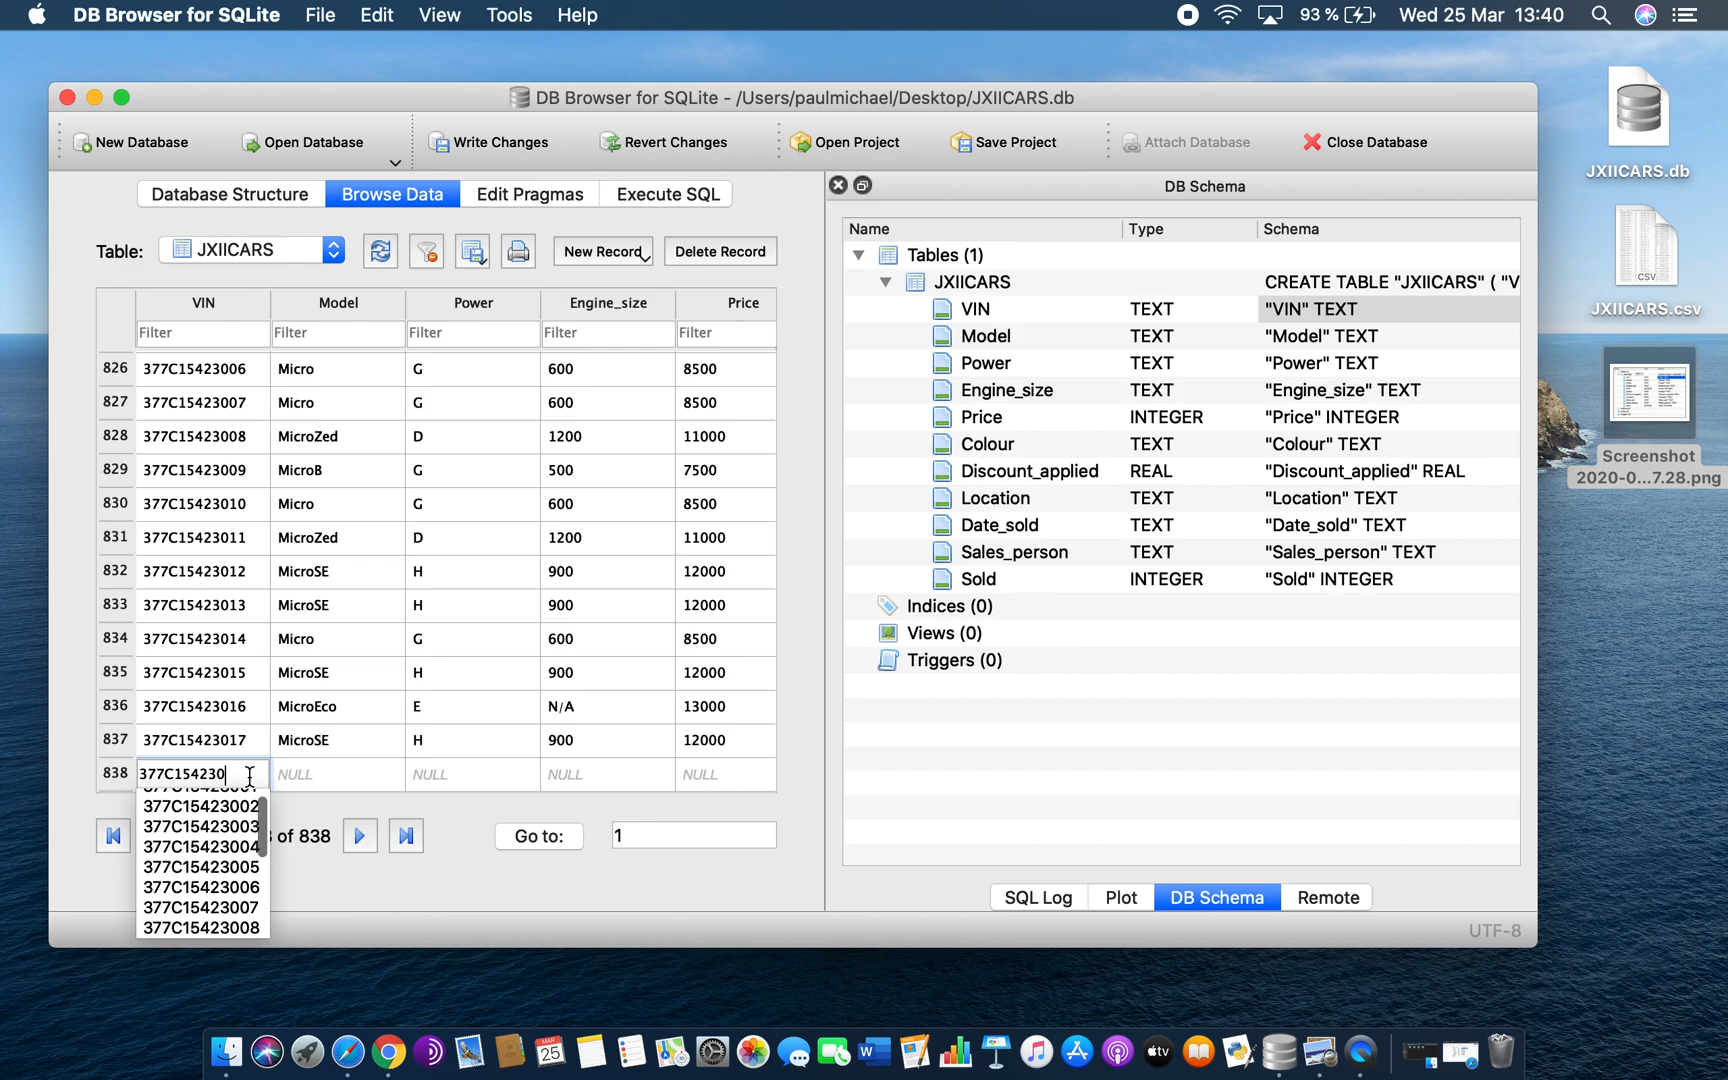 DB Browser for SQLite File Edit View Tools Help 93 % Wed 25 Mar 13:40
DB Browser for SQLite - /Users/paulmichael/Desktop/JXIICARS.db
New Database Open Database Write Changes Revert Changes Open Project Save Project Attach Database Close Database
Database Structure Browse Data Edit Pragmas Execute SQL
Table: JXIICARS New Record Delete Record
VIN Model Power Engine_size Price
Filter Filter Filter Filter Filter
826 377C15423006 Micro G 600 8500
827 377C15423007 Micro G 600 8500
828 377C15423008 MicroZed D 1200 11000
829 377C15423009 MicroB G 500 7500
830 377C15423010 Micro G 600 8500
831 377C15423011 MicroZed D 1200 11000
832 377C15423012 MicroSE H 900 12000
833 377C15423013 MicroSE H 900 12000
834 377C15423014 Micro G 600 8500
835 377C15423015 MicroSE H 900 12000
836 377C15423016 MicroEco E N/A 13000
837 377C15423017 MicroSE H 900 12000
838 377C154230 NULL NULL NULL NULL
377C15423002
377C15423003
377C15423004
377C15423005
377C15423006
377C15423007
377C15423008
of 838 Go to: 1
DB Schema
Name Type Schema
Tables (1)
JXIICARS CREATE TABLE "JXIICARS" ( "V
VIN TEXT "VIN" TEXT
Model TEXT "Model" TEXT
Power TEXT "Power" TEXT
Engine_size TEXT "Engine_size" TEXT
Price INTEGER "Price" INTEGER
Colour TEXT "Colour" TEXT
Discount_applied REAL "Discount_applied" REAL
Location TEXT "Location" TEXT
Date_sold TEXT "Date_sold" TEXT
Sales_person TEXT "Sales_person" TEXT
Sold INTEGER "Sold" INTEGER
Indices (0)
Views (0)
Triggers (0)
SQL Log Plot DB Schema Remote
UTF-8
JXIICARS.db
CSV
JXIICARS.csv
Screenshot
2020-0...7.28.png
MAR
25
W
tv